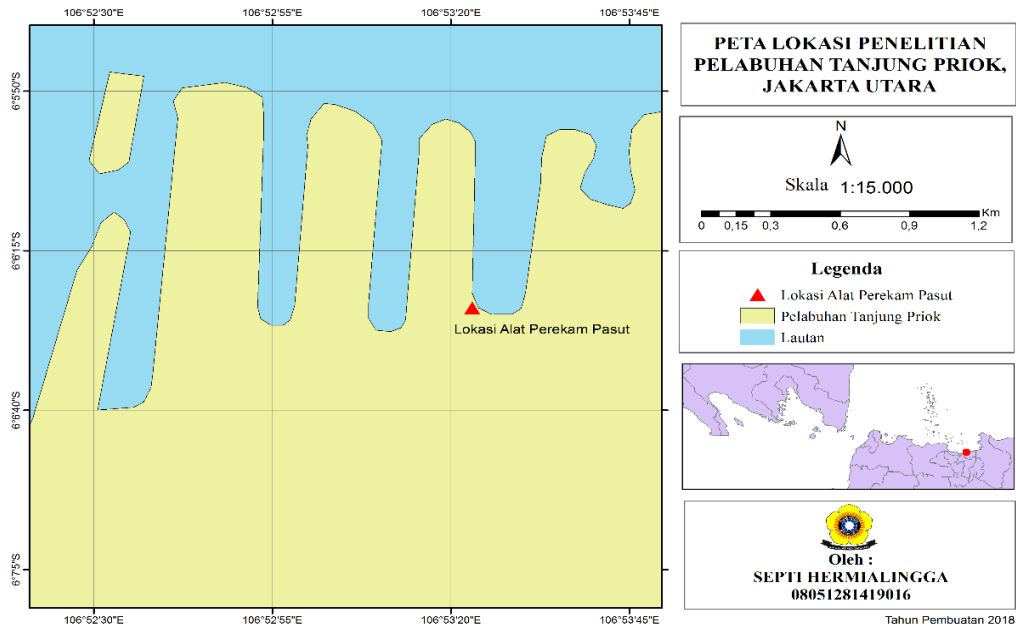 106°52'30"E 106°52'55"E 106°53'20"E 106°53'45"E
6°5'50"S
6°6'15"S
6°6'40"S
6°7'5"S
Lokasi Alat Perekam Pasut
106°52'30"E 106°52'55"E 106°53'20"E 106°53'45"E
PETA LOKASI PENELITIAN
PELABUHAN TANJUNG PRIOK,
JAKARTA UTARA
N
Skala 1:15.000
Km
0 0,15 0,3 0,6 0,9 1,2
Legenda
Lokasi Alat Perekam Pasut
Pelabuhan Tanjung Priok
Lautan
Oleh :
SEPTI HERMIALINGGA
08051281419016
Tahun Pembuatan 2018